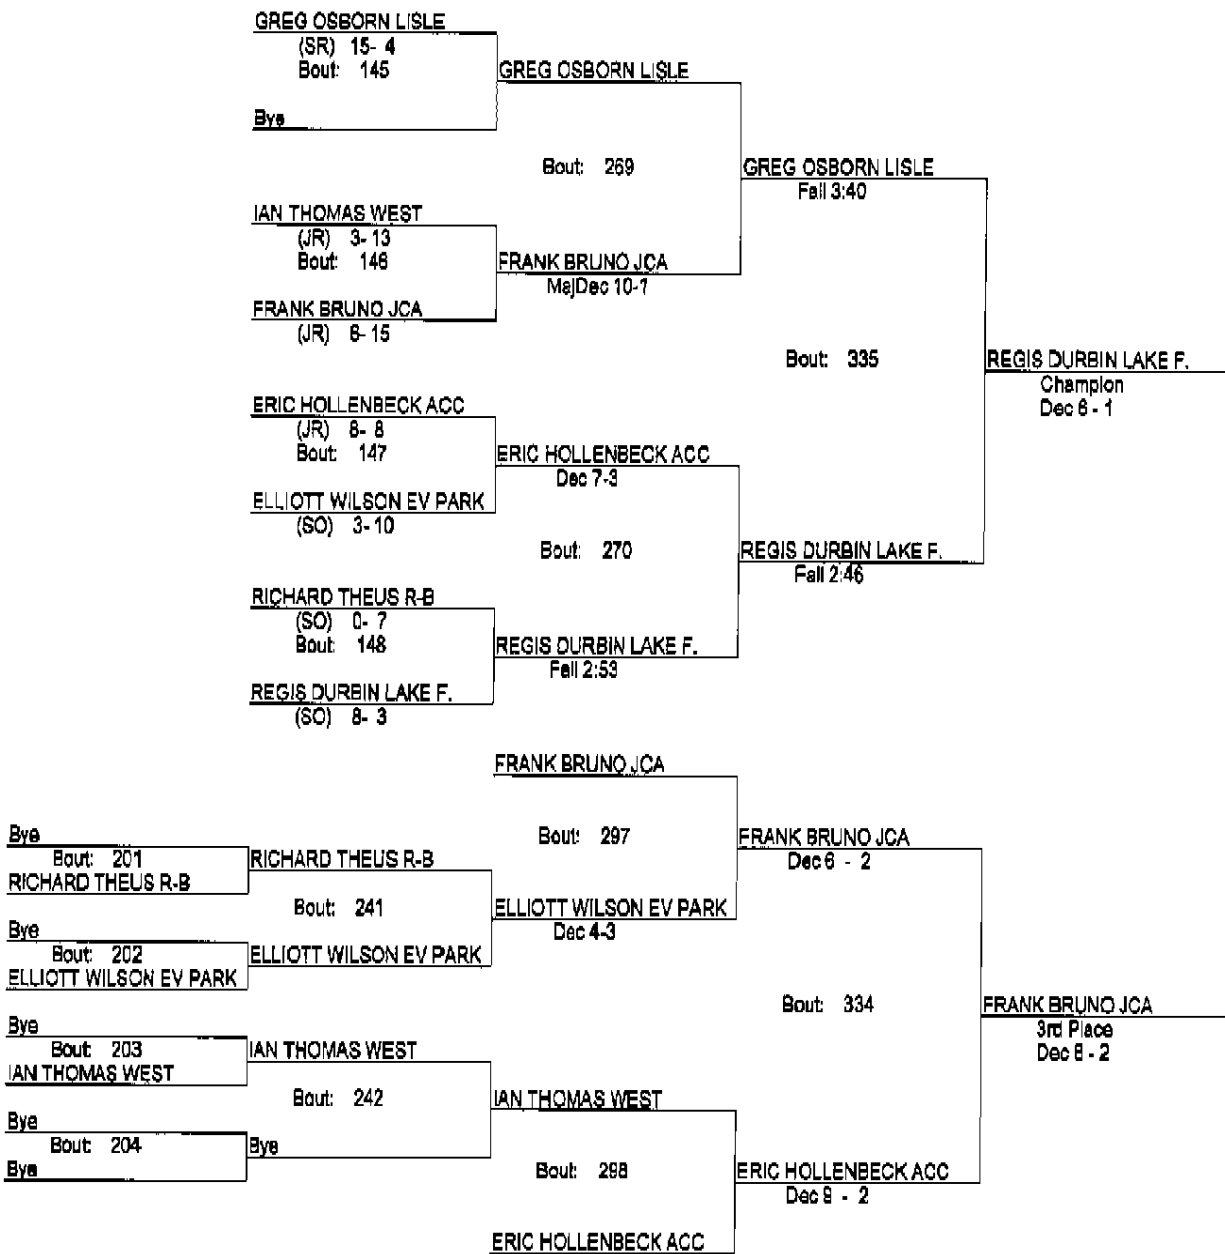 GREG OSBORN LISLE
(SR) 15- 4
Bout: 145
GREG OSBORN LISLE
Bye
Bout: 269
GREG OSBORN LISLE
Fall 3:40
IAN THOMAS WEST
(JR) 3- 13
Bout: 146
FRANK BRUNO JCA
MajDec 10-1
FRANK BRUNO JCA
(JR) 6- 15
Bout: 335
REGIS DURBIN LAKE F.
Champion
Dec 6 - 1
ERIC HOLLENBECK ACC
(JR) 8- 8
Bout: 147
ERIC HOLLENBECK ACC
Dec 7-3
ELLIOTT WILSON EV PARK
(SO) 3- 10
Bout: 270
REGIS DURBIN LAKE F.
Fall 2:46
RICHARD THEUS R-B
(SO) 0- 7
Bout: 148
REGIS DURBIN LAKE F.
Fall 2:53
REGIS DURBIN LAKE F.
(SO) 8- 3
FRANK BRUNO JCA
Bout: 297
FRANK BRUNO JCA
Dec 6 - 2
Bye
Bout: 201
RICHARD THEUS R-B
RICHARD THEUS R-B
Bout: 241
ELLIOTT WILSON EV PARK
Dec 4-3
Bye
Bout: 202
ELLIOTT WILSON EV PARK
ELLIOTT WILSON EV PARK
Bout: 334
FRANK BRUNO JCA
3rd Place
Dec 8 - 2
Bye
Bout: 203
IAN THOMAS WEST
IAN THOMAS WEST
Bout: 242
IAN THOMAS WEST
Bye
Bout: 204
Bye
Bye
Bout: 298
ERIC HOLLENBECK ACC
Dec 9 - 2
ERIC HOLLENBECK ACC